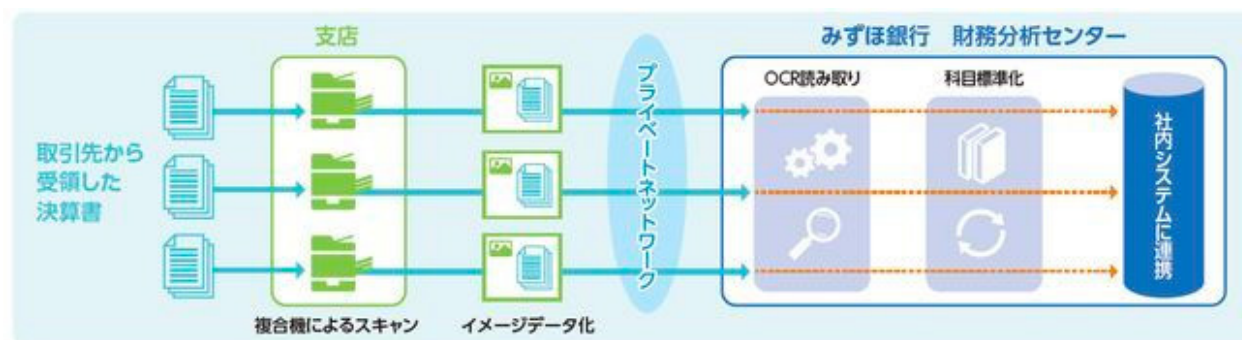 支店
みずほ銀行 財務分析センター
OCR読み取り
科目標準化
取引先から
受領した
決算書
プライベートネットワーク
社内システムに連携
複合機によるスキャン
イメージデータ化